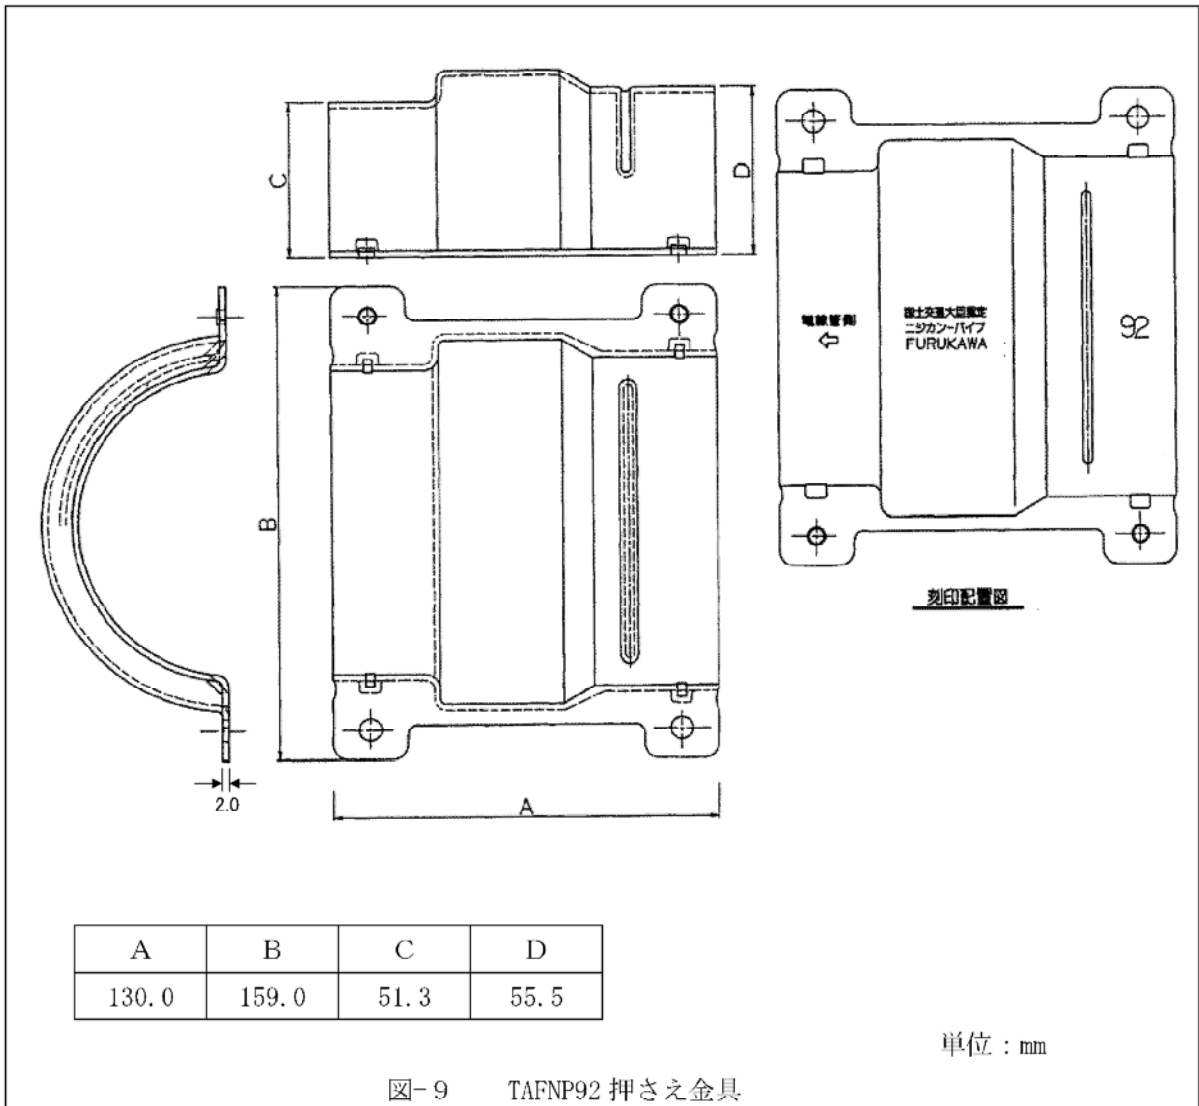 C
D
電線管側
国土交通大臣認定
ニジカン-パイプ
FURUKAWA
92
B
刻印配置図
2.0
A
A B C D
130.0 159.0 51.3 55.5
単位：mm
図-9 TAFNP92 押さえ金具